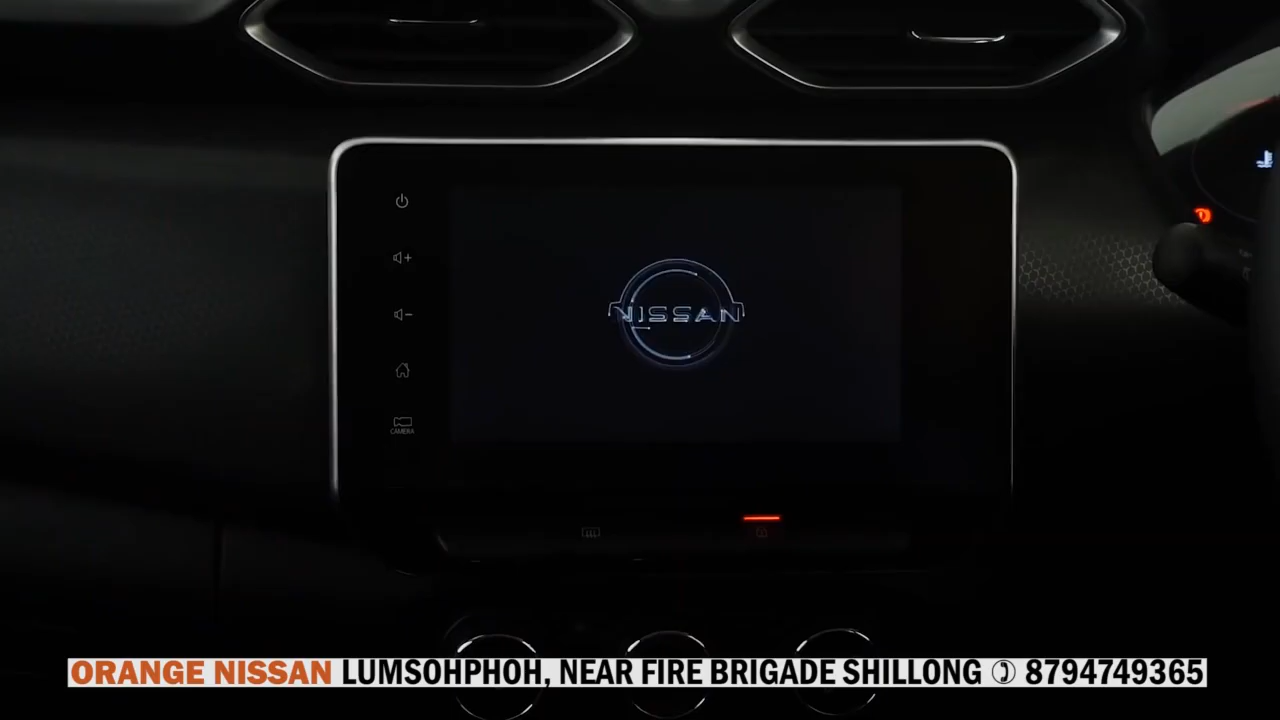 NISSAN
CAMERA
ORANGE NISSAN LUMSOHPHOH, NEAR FIRE BRIGADE SHILLONG ✆ 8794749365